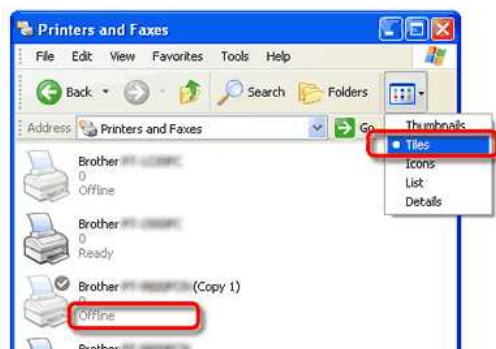 Printers and Faxes
File Edit View Favorites Tools Help
Back Search Folders
Address Printers and Faxes Go
Thumbnails
Tiles
Icons
List
Details
Brother
0
Offline
Brother
0
Ready
Brother (Copy 1)
0
Offline
Brother